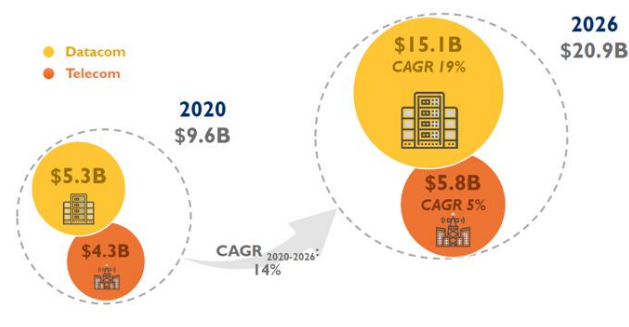 Datacom
Telecom
2020
$9.6B
$5.3B
$4.3B
CAGR 2020-2026:
14%
2026
$20.9B
$15.1B
CAGR 19%
$5.8B
CAGR 5%